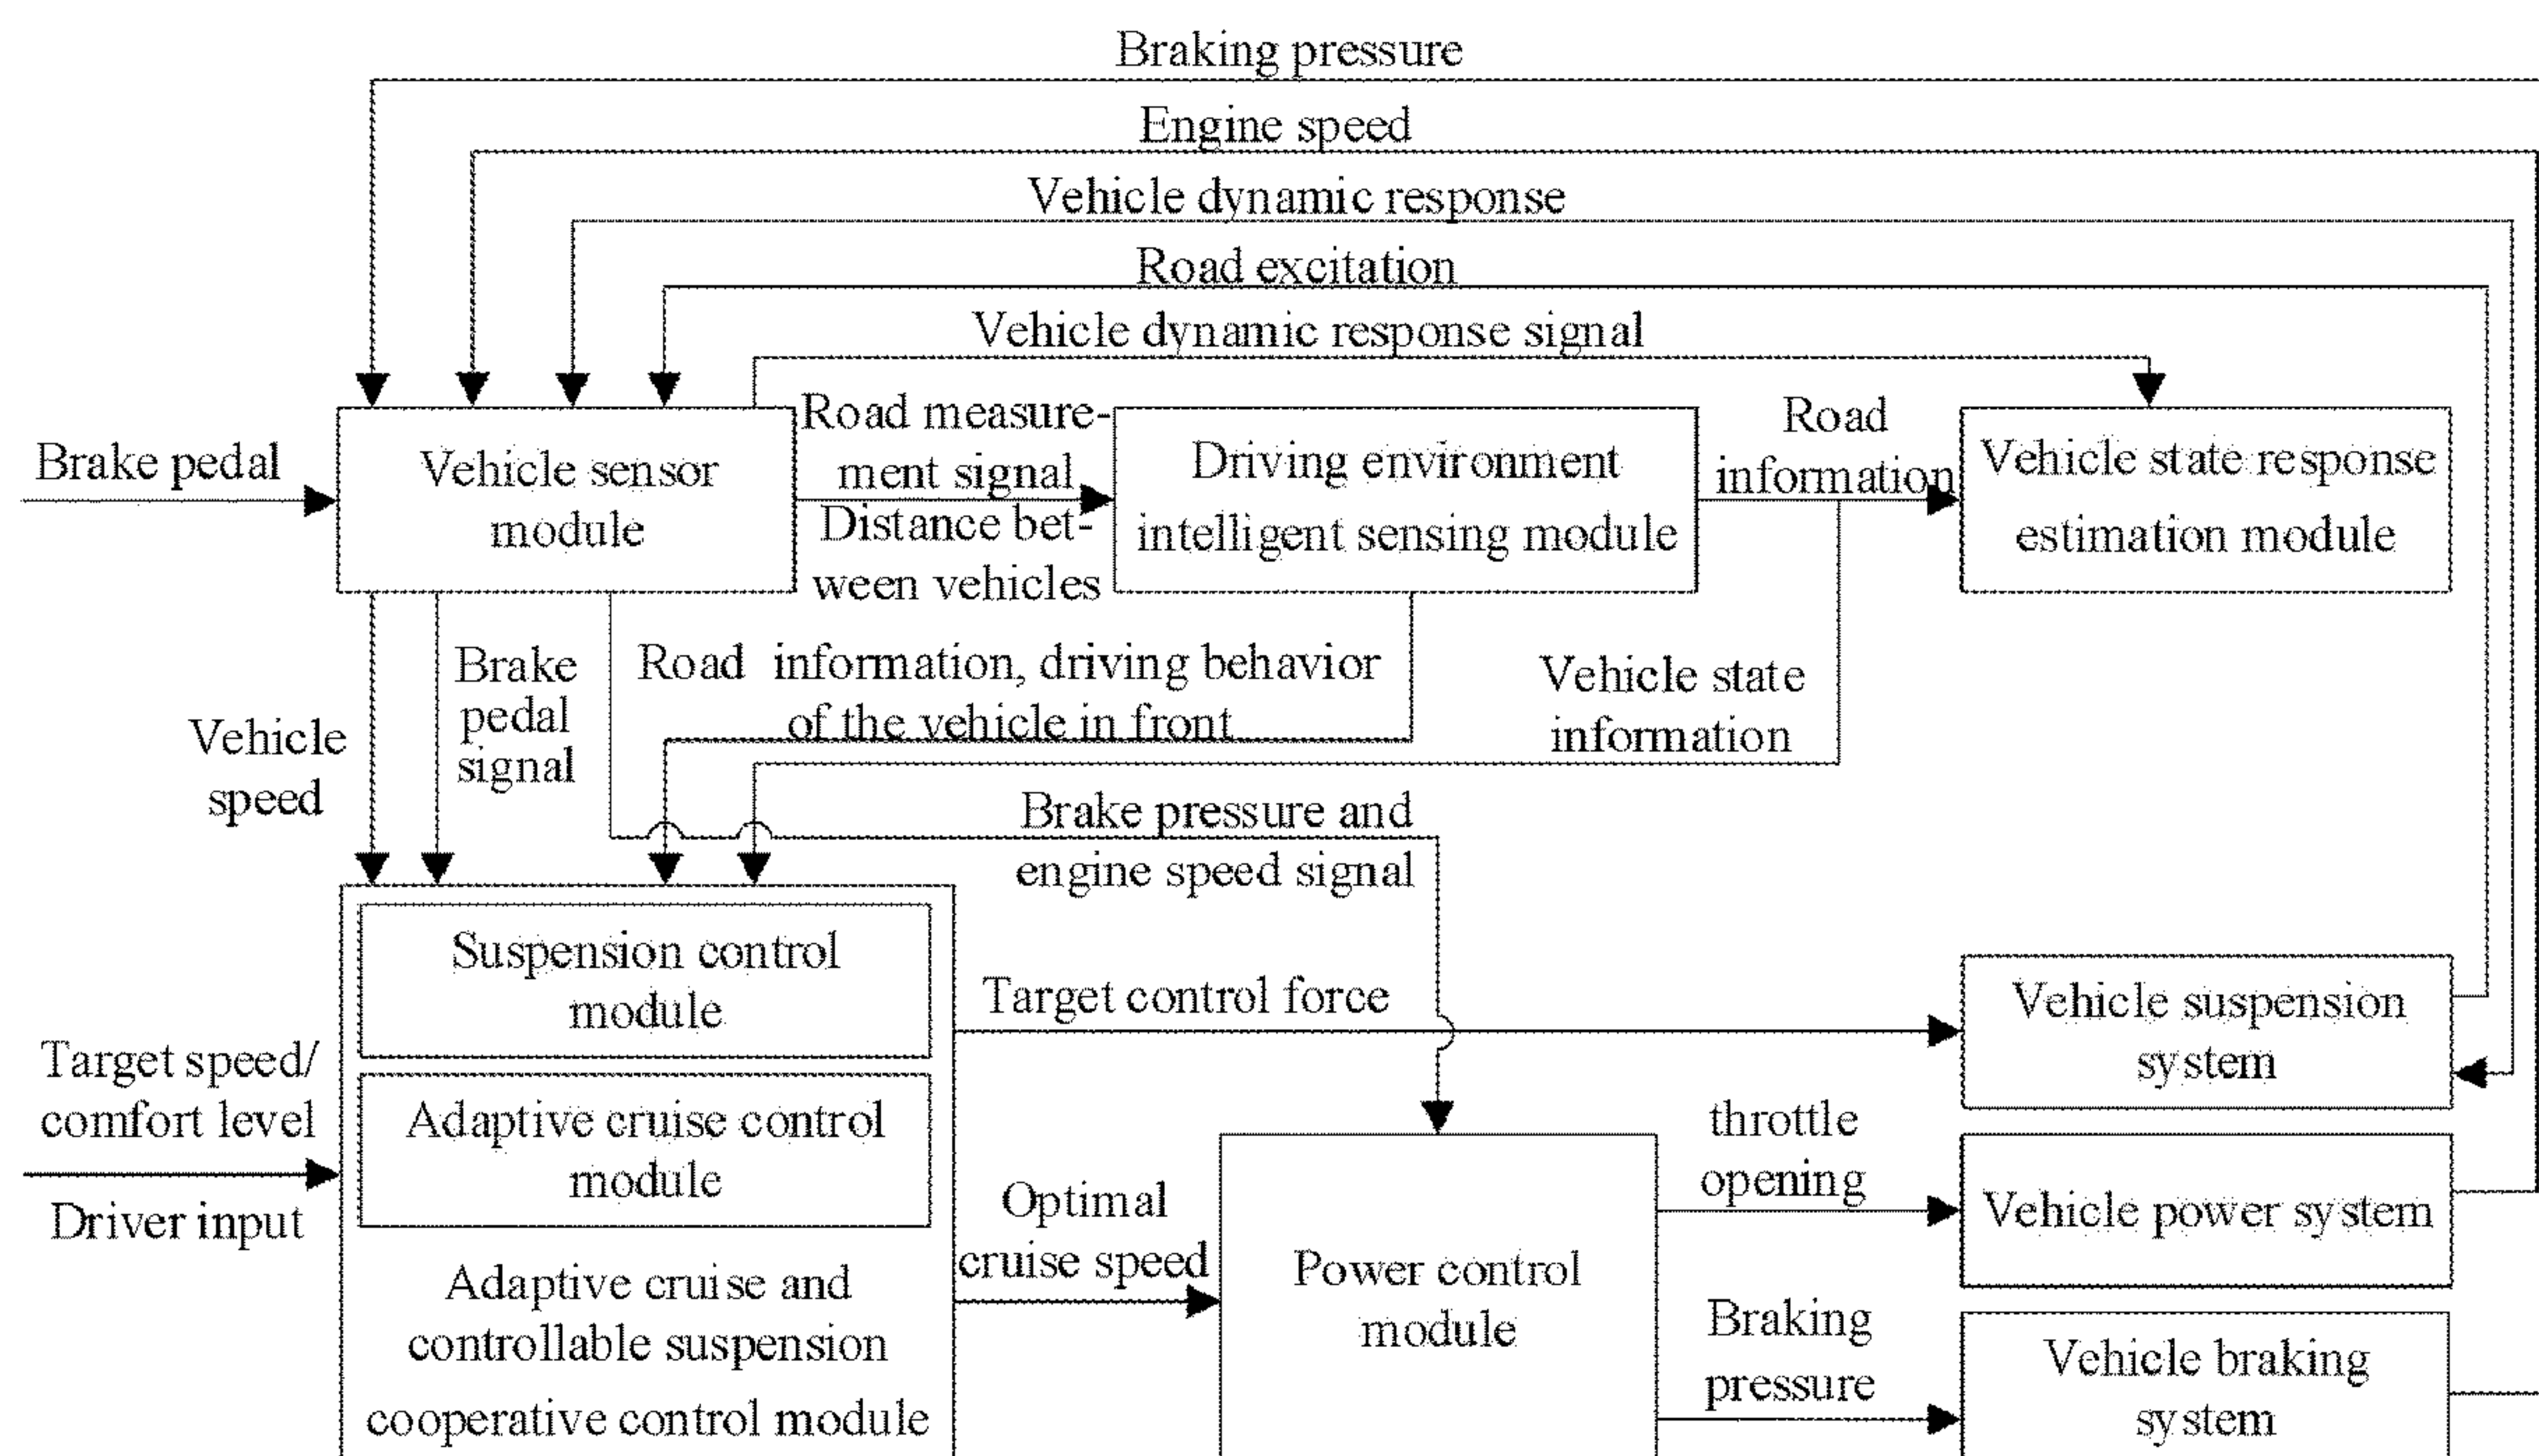 Braking pressure
Engine speed
Vehicle dynamic response
Road excitation
Vehicle dynamic response signal
Brake pedal
Vehicle sensor
module
Road measure-
ment signal
Distance bet-
ween vehicles
Driving environment
intelligent sensing module
Road
information
Vehicle state response
estimation module
Vehicle
speed
Brake
pedal
signal
Road information, driving behavior
of the vehicle in front
Vehicle state
information
Brake pressure and
engine speed signal
Suspension control
module
Target control force
Vehicle suspension
system
Target speed/
comfort level
Driver input
Adaptive cruise control
module
Adaptive cruise and
controllable suspension
cooperative control module
Optimal
cruise speed
Power control
module
throttle
opening
Vehicle power system
Braking
pressure
Vehicle braking
system